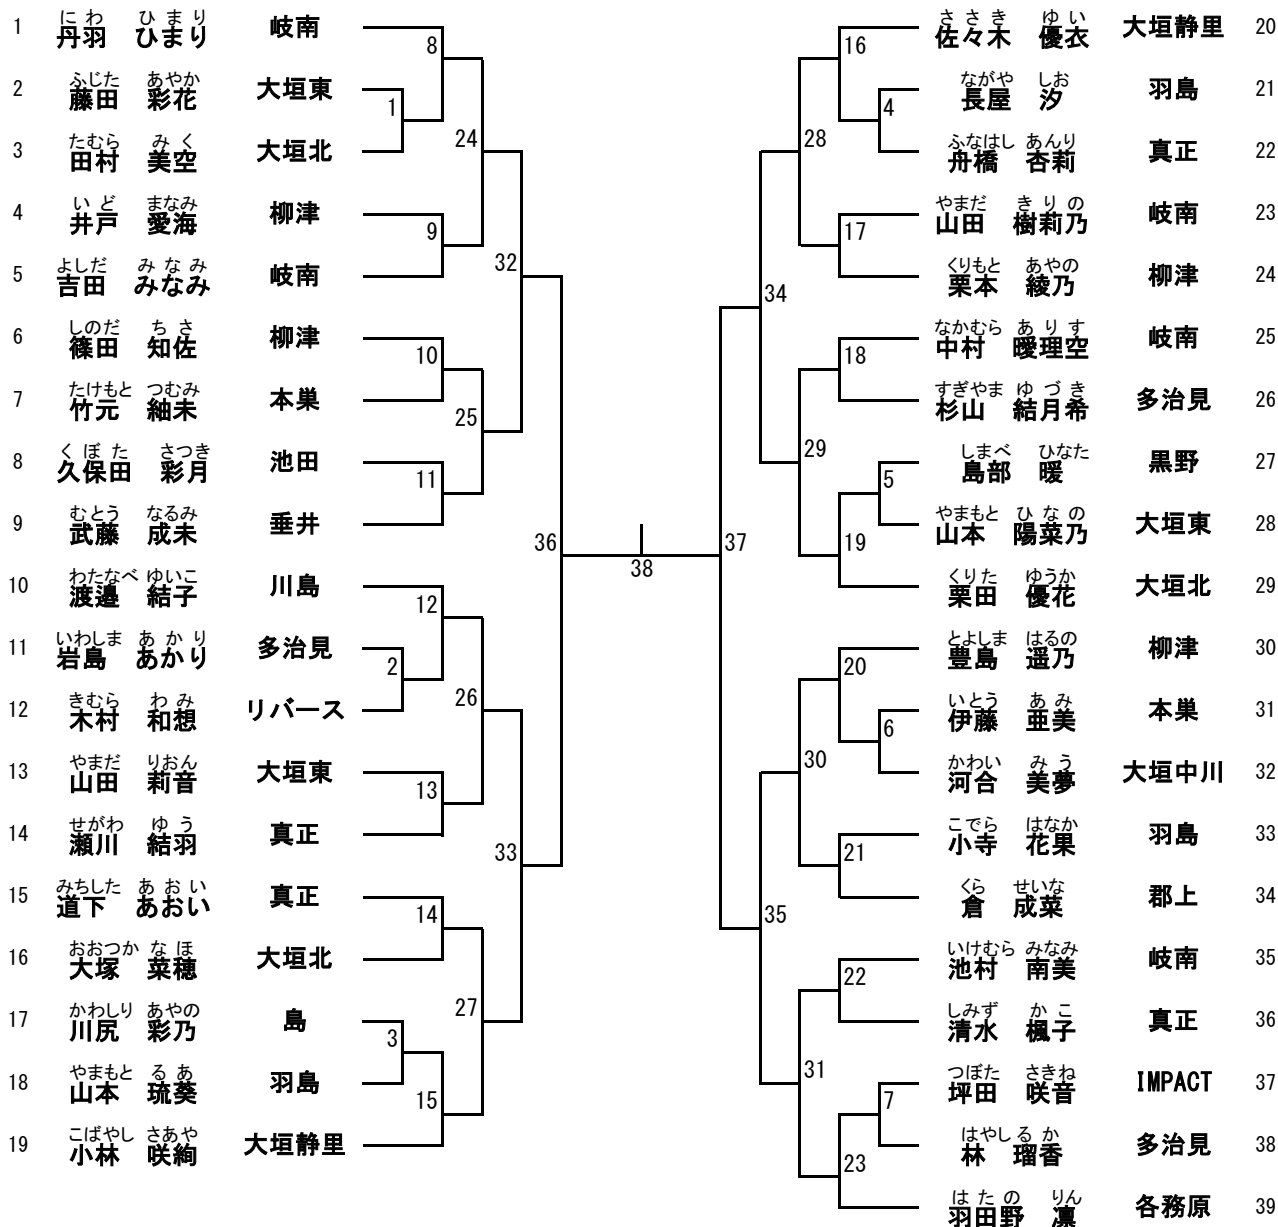 にわ ひまり
1 丹羽 ひまり 岐南
ふじた あやか
2 藤田 彩花 大垣東
たむら みく
3 田村 美空 大垣北
いど まなみ
4 井戸 愛海 柳津
よしだ みなみ
5 吉田 みなみ 岐南
しのだ ちさ
6 篠田 知佐 柳津
たけもと つむみ
7 竹元 紬未 本巣
くぼた さつき
8 久保田 彩月 池田
むとう なるみ
9 武藤 成未 垂井
わたなべ ゆいこ
10 渡邉 結子 川島
いわしま あかり
11 岩島 あかり 多治見
きむら わみ
12 木村 和想 リバース
やまだ りおん
13 山田 莉音 大垣東
せがわ ゆう
14 瀬川 結羽 真正
みちした あおい
15 道下 あおい 真正
おおつか なほ
16 大塚 菜穂 大垣北
かわしり あやの
17 川尻 彩乃 島
やまもと るあ
18 山本 琉葵 羽島
こばやし さあや
19 小林 咲絢 大垣静里
8
1
24
9
32
10
25
11
36
12
2
26
13
33
14
27
3
15
38
37
16
4
28
17
34
18
29
5
19
20
6
30
21
35
22
31
7
23
ささき ゆい
佐々木 優衣 大垣静里 20
ながや しお
長屋 汐 羽島 21
ふなはし あんり
舟橋 杏莉 真正 22
やまだ きりの
山田 樹莉乃 岐南 23
くりもと あやの
栗本 綾乃 柳津 24
なかむら ありす
中村 曖理空 岐南 25
すぎやま ゆづき
杉山 結月希 多治見 26
しまべ ひなた
島部 暖 黒野 27
やまもと ひなの
山本 陽菜乃 大垣東 28
くりた ゆうか
栗田 優花 大垣北 29
とよしま はるの
豊島 遥乃 柳津 30
いとう あみ
伊藤 亜美 本巣 31
かわい みう
河合 美夢 大垣中川 32
こでら はなか
小寺 花果 羽島 33
くら せいな
倉 成菜 郡上 34
いけむら みなみ
池村 南美 岐南 35
しみず かこ
清水 楓子 真正 36
つぼた さきね
坪田 咲音 IMPACT 37
はやし るか
林 瑠香 多治見 38
はたの りん
羽田野 凛 各務原 39